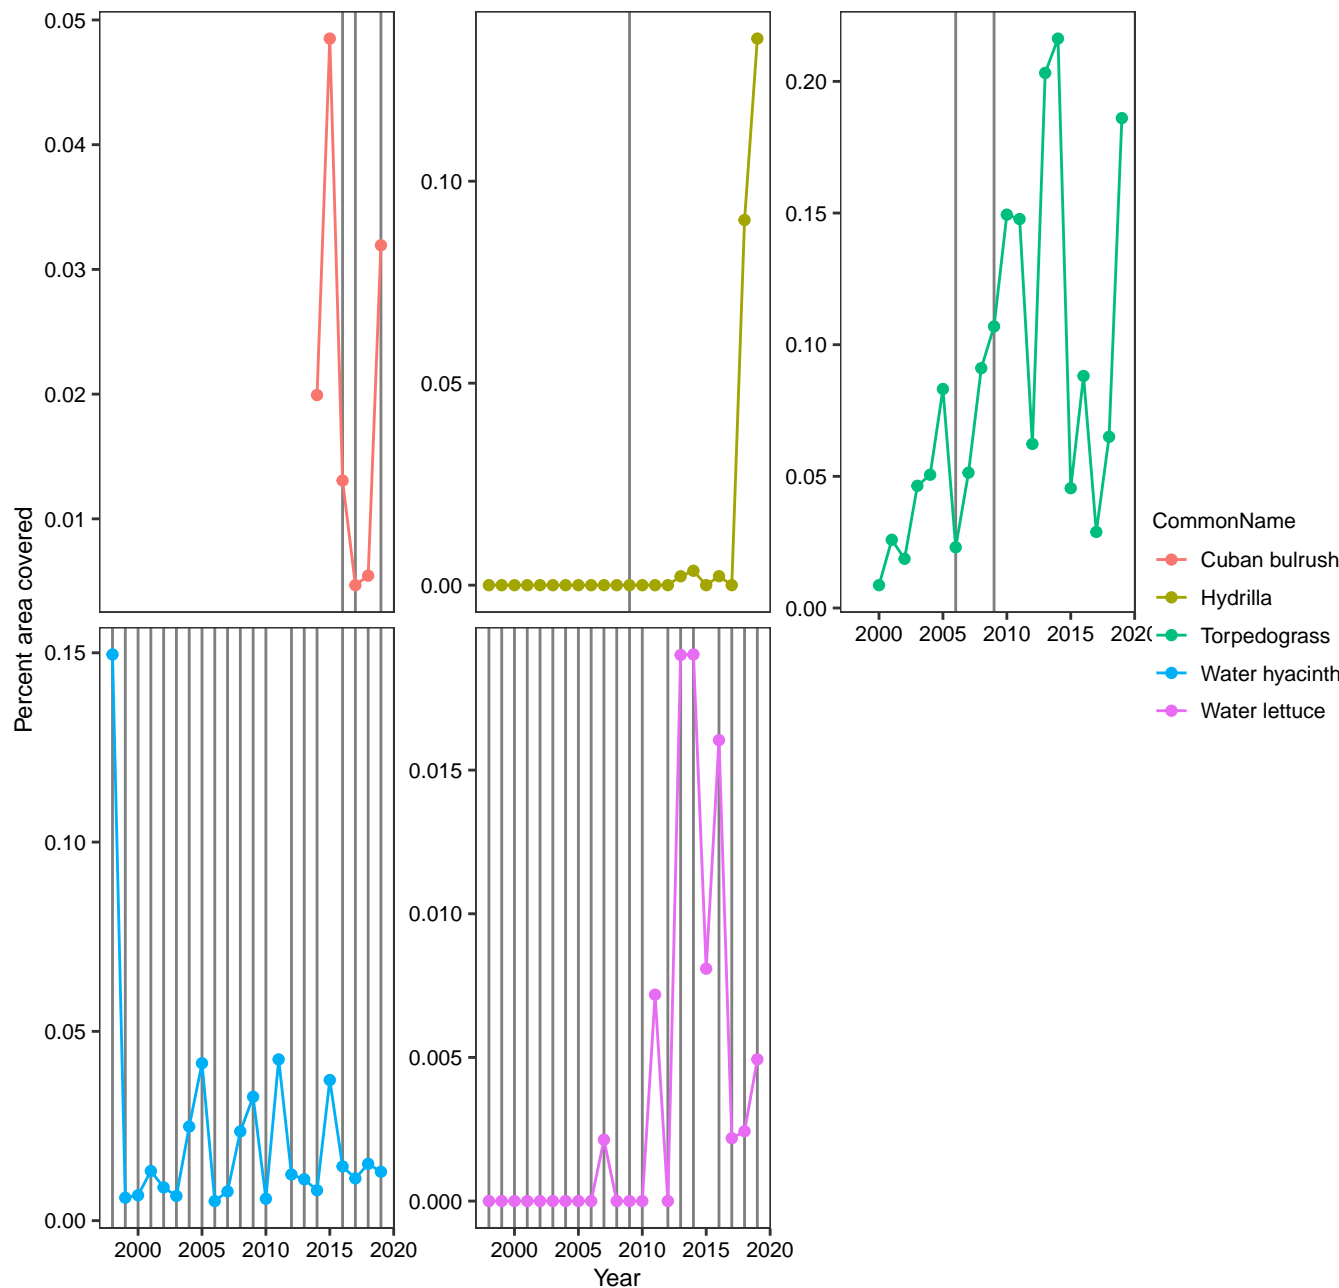 0.05
0.04
0.03
0.02
0.01
0.10
0.05
0.00
0.20
0.15
0.10
0.05
0.00
2000 2005 2010 2015 2020
Percent area covered
0.15
0.10
0.05
0.00
2000 2005 2010 2015 2020
0.015
0.010
0.005
0.000
2000 2005 2010 2015 2020
Year
CommonName
Cuban bulrush
Hydrilla
Torpedograss
Water hyacinth
Water lettuce